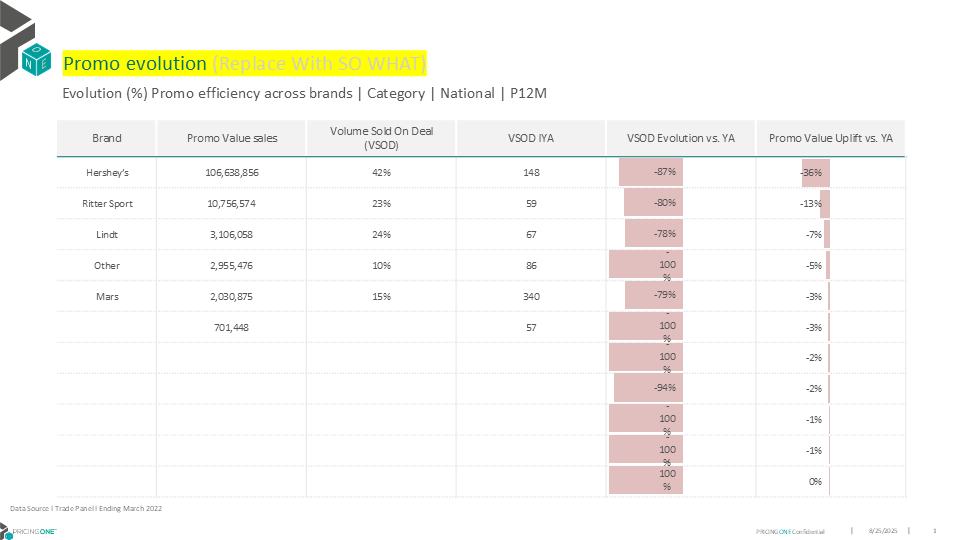 O
N E
Promo evolution (Replace With SO WHAT)
Evolution (%) Promo efficiency across brands | Category | National | P12M
Brand Promo Value sales Volume Sold On Deal (VSOD) VSOD IYA VSOD Evolution vs. YA Promo Value Uplift vs. YA
Hershey's 106,638,856 42% 148 -87% -36%
Ritter Sport 10,756,574 23% 59 -80% -13%
Lindt 3,106,058 24% 67 -78% -7%
Other 2,955,476 10% 86 -100% -5%
Mars 2,030,875 15% 340 -79% -3%
701,448 57 -100% -3%
-100% -2%
-94% -2%
-100% -1%
-100% -1%
100% 0%
Data Source | Trade Panel | Ending March 2022
PRICINGONE™
PRICINGONE Confidential | 8/25/2025 | 1